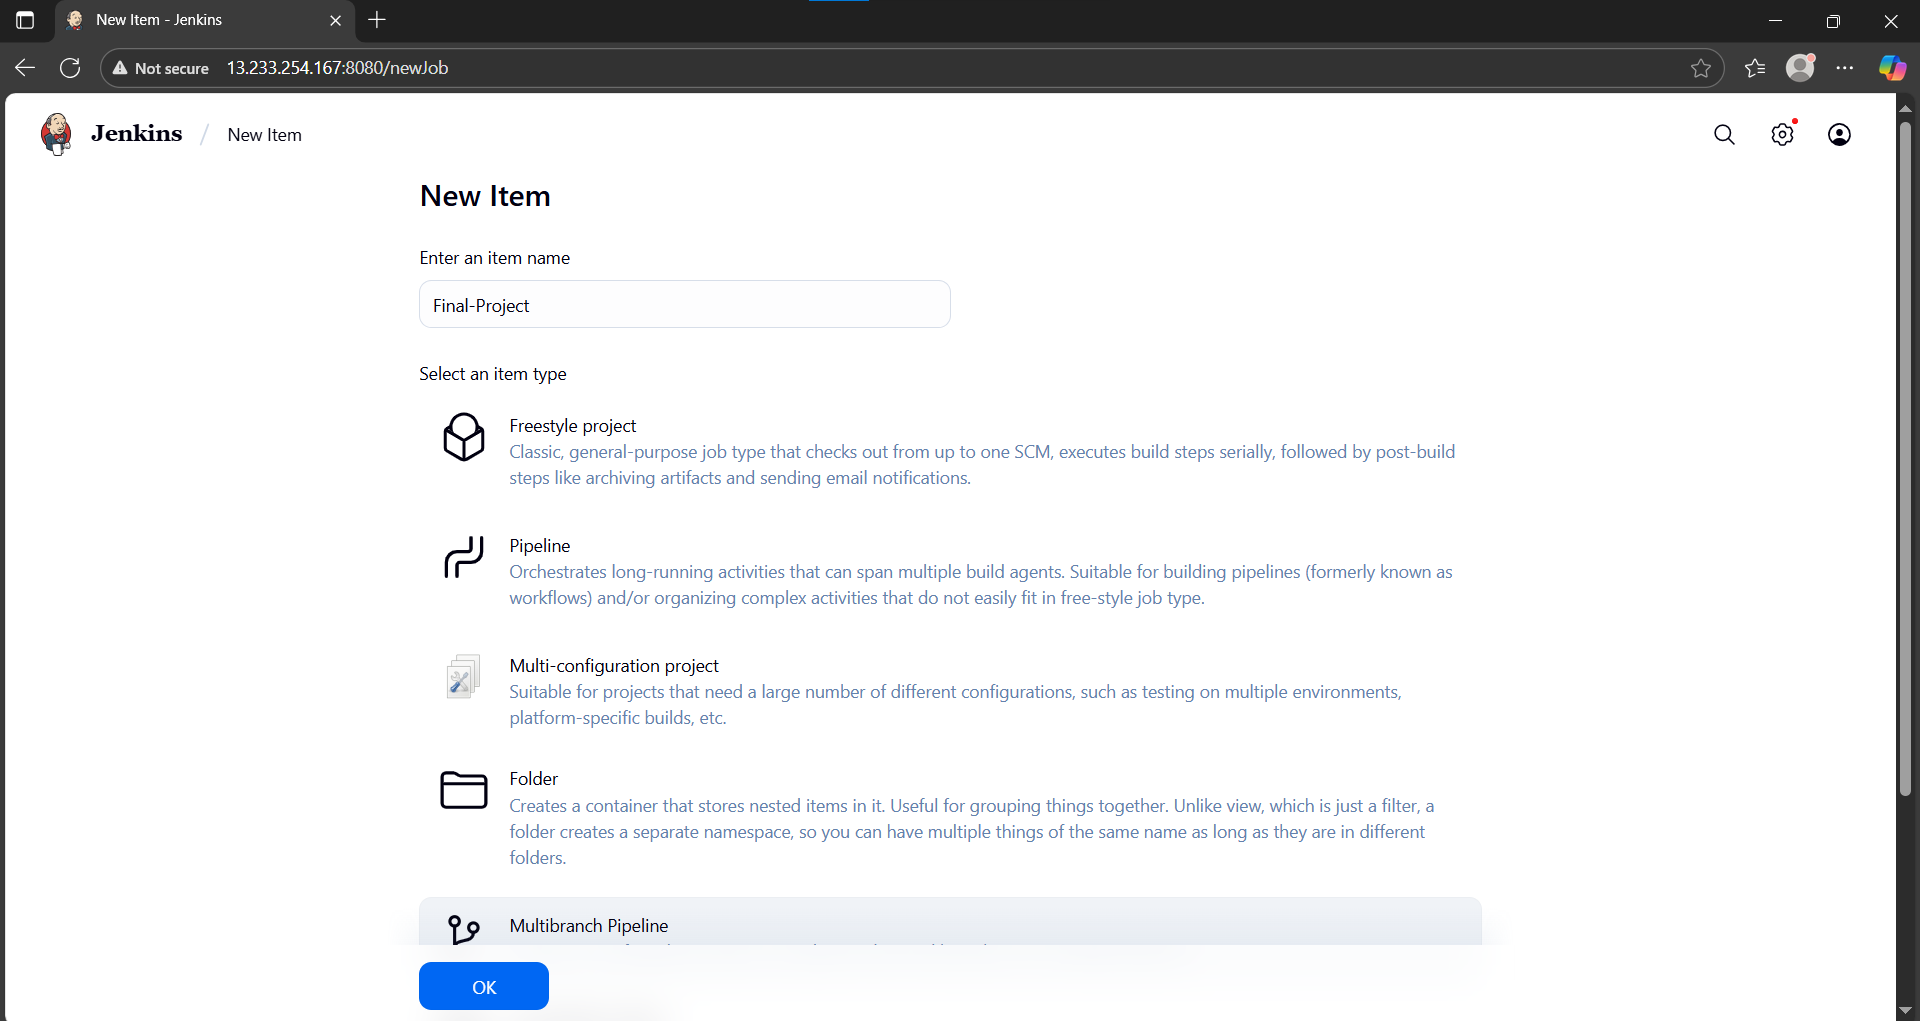 New Item - Jenkins
Not secure 13.233.254.167:8080/newJob
Jenkins / New Item
New Item
Enter an item name
Final-Project
Select an item type
Freestyle project
Classic, general-purpose job type that checks out from up to one SCM, executes build steps serially, followed by post-build
steps like archiving artifacts and sending email notifications.
Pipeline
Orchestrates long-running activities that can span multiple build agents. Suitable for building pipelines (formerly known as
workflows) and/or organizing complex activities that do not easily fit in free-style job type.
Multi-configuration project
Suitable for projects that need a large number of different configurations, such as testing on multiple environments,
platform-specific builds, etc.
Folder
Creates a container that stores nested items in it. Useful for grouping things together. Unlike view, which is just a filter, a
folder creates a separate namespace, so you can have multiple things of the same name as long as they are in different
folders.
Multibranch Pipeline
OK